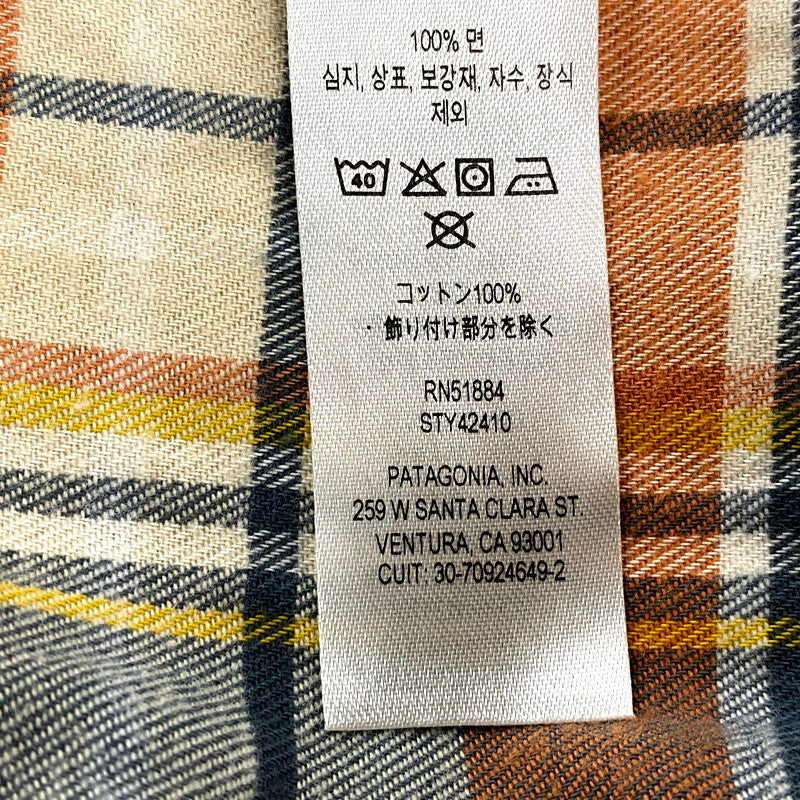 100% 면
심지, 상표, 보강재, 자수, 장식
제외
40
コットン100%
・飾り付け部分を除く
RN51884
STY42410
PATAGONIA, INC.
259 W SANTA CLARA ST.
VENTURA, CA 93001
CUIT: 30-70924649-2